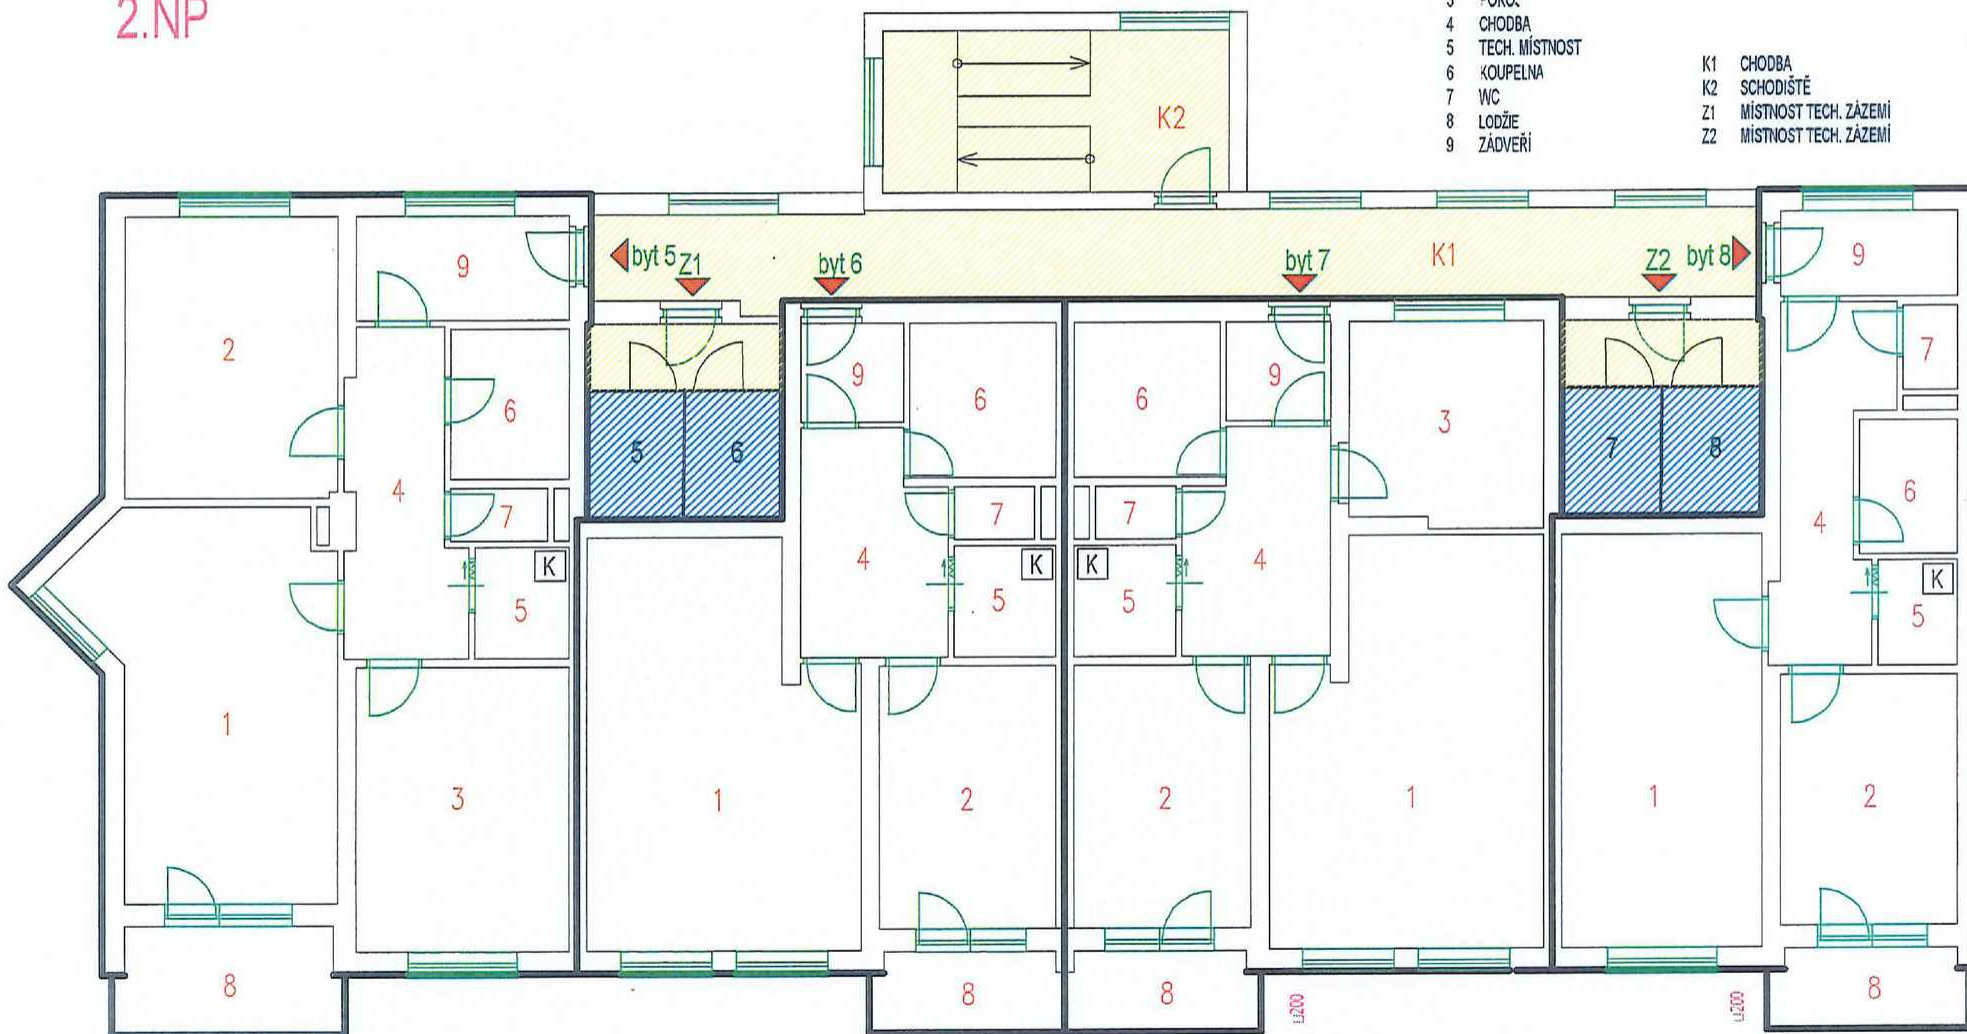 2.NP
4 CHODBA
5 TECH. MÍSTNOST
6 KOUPELNA
7 WC
8 LODŽIE
9 ZÁDVEŘÍ
K1 CHODBA
K2 SCHODIŠTĚ
Z1 MÍSTNOST TECH. ZÁZEMÍ
Z2 MÍSTNOST TECH. ZÁZEMÍ
K2
9
byt 5
Z1
byt 6
byt 7
K1
Z2
byt 8
9
2
6
9
6
6
9
3
7
4
7
5
6
7
7
7
8
6
4
K
5
4
K
5
K
5
4
4
K
5
1
3
1
2
2
1
1
2
8
8
8
8